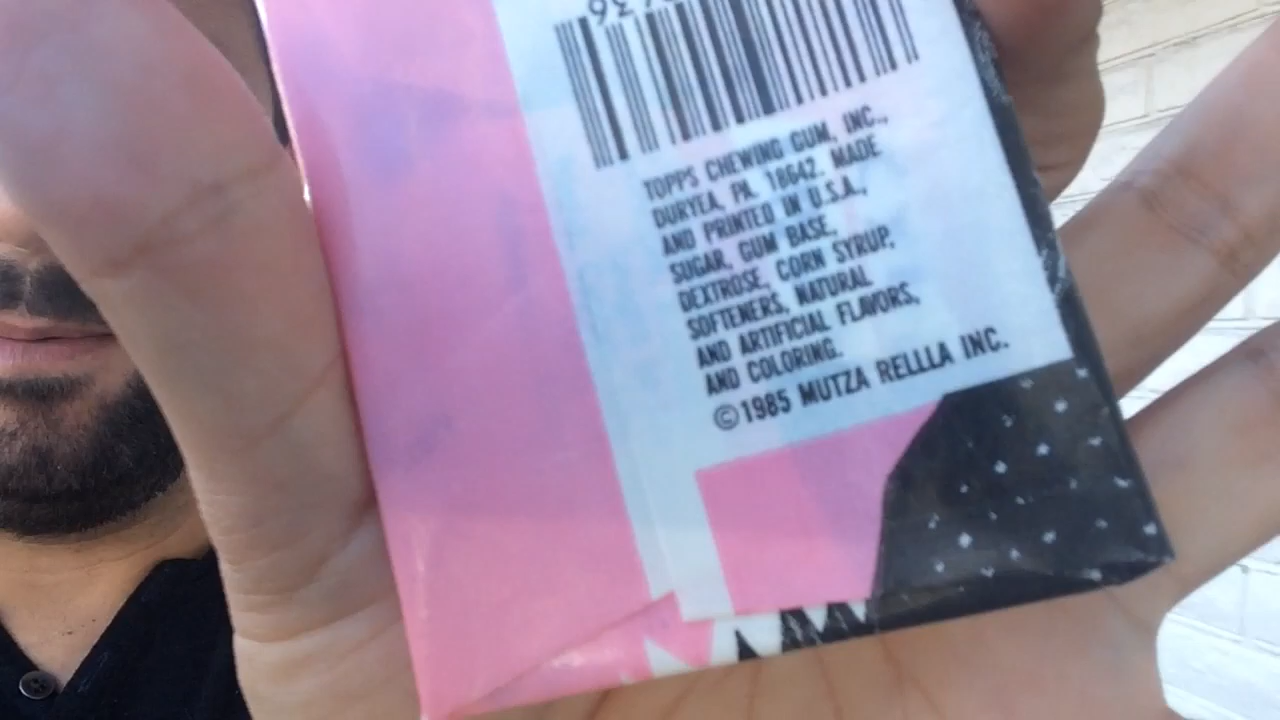 TOPPS CHEWING GUM, INC.,
DURYEA, PA. 18642. MADE
AND PRINTED IN U.S.A.,
SUGAR, GUM BASE,
DEXTROSE, CORN SYRUP,
SOFTENERS, NATURAL
AND ARTIFICIAL FLAVORS,
AND COLORING.
©1985 MUTZA RELLLA INC.